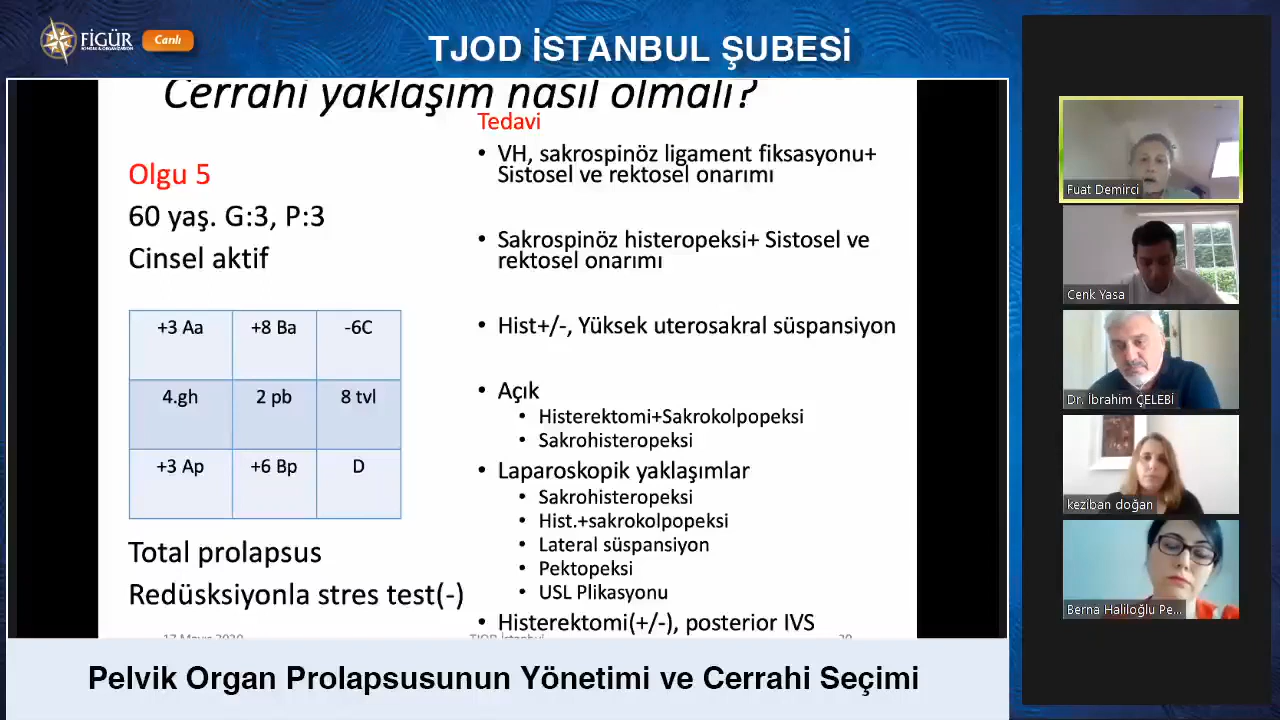 FİGÜR
Canlı
TJOD İSTANBUL ŞUBESİ
Cerrahi yaklaşım nasıl olmalı?
Olgu 5
60 yaş. G:3, P:3
Cinsel aktif
+3 Aa +8 Ba -6C
4.gh 2 pb 8 tvl
+3 Ap +6 Bp D
Total prolapsus
Redüsksiyonla stres test(-)
Tedavi
• VH, sakrospinöz ligament fiksasyonu+
Sistosel ve rektosel onarımı
• Sakrospinöz histeropeksi+ Sistosel ve
rektosel onarımı
• Hist+/-, Yüksek uterosakral süspansiyon
• Açık
• Histerektomi+Sakrokolpopeksi
• Sakrohisteropeksi
• Laparoskopik yaklaşımlar
• Sakrohisteropeksi
• Hist.+sakrokolpopeksi
• Lateral süspansiyon
• Pektopeksi
• USL Plikasyonu
• Histerektomi(+/-), posterior IVS
Pelvik Organ Prolapsusunun Yönetimi ve Cerrahi Seçimi
Fuat Demirci
Cenk Yasa
Dr. İbrahim ÇELEBİ
keziban doğan
Berna Haliloğlu Pe...